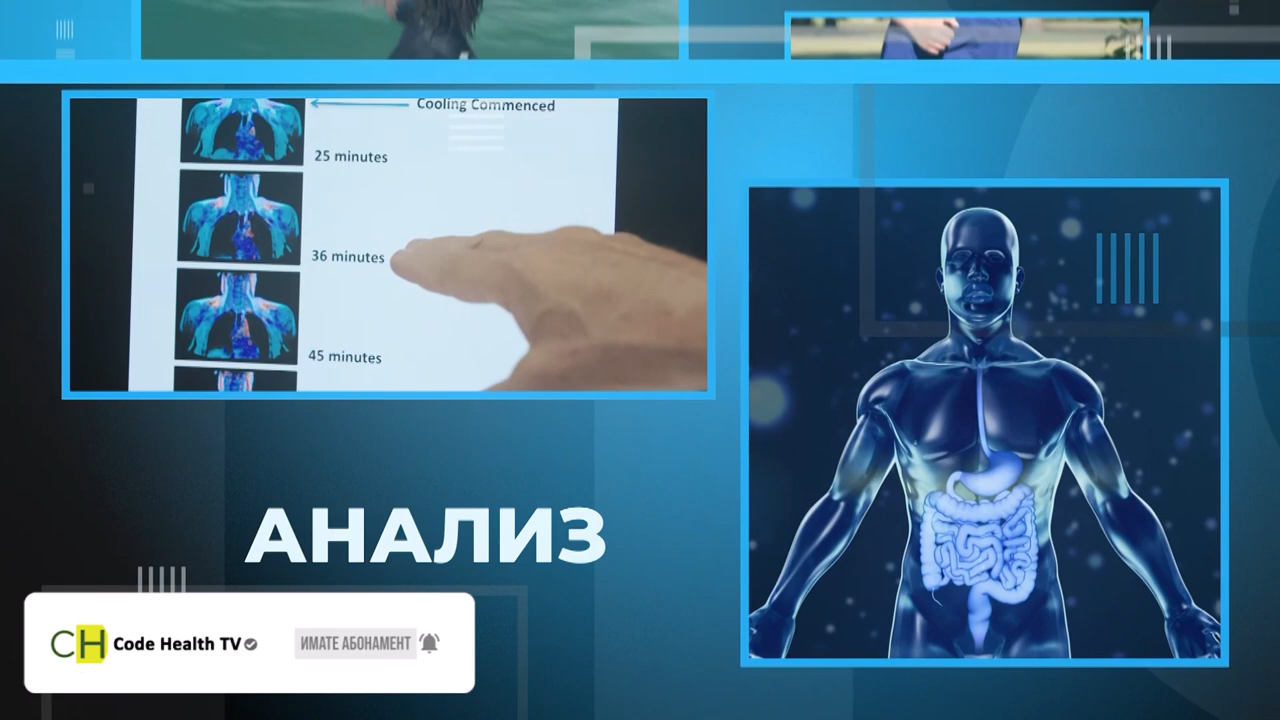 Cooling Commenced
25 minutes
36 minutes
45 minutes
АНАЛИЗ
CH Code Health TV
ИМАТЕ АБОНАМЕНТ